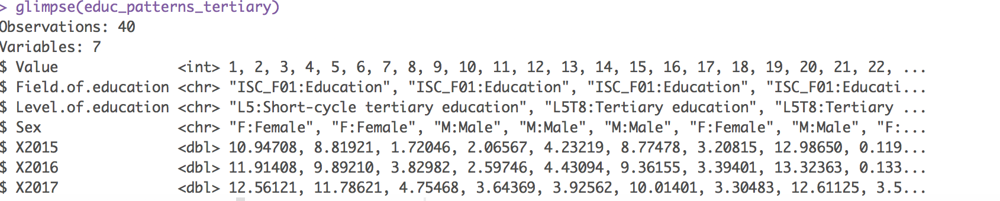 > glimpse(educ_patterns_tertiary)
Observations: 40
Variables: 7
$ Value <int> 1, 2, 3, 4, 5, 6, 7, 8, 9, 10, 11, 12, 13, 14, 15, 16, 17, 18, 19, 20, 21, 22, ...
$ Field.of.education <chr> "ISC_F01:Education", "ISC_F01:Education", "ISC_F01:Education", "ISC_F01:Educati...
$ Level.of.education <chr> "L5:Short-cycle tertiary education", "L5T8:Tertiary education", "L5T8:Tertiary ...
$ Sex <chr> "F:Female", "F:Female", "M:Male", "M:Male", "M:Male", "F:Female", "M:Male", "F:...
$ X2015 <dbl> 10.94708, 8.81921, 1.72046, 2.06567, 4.23219, 8.77478, 3.20815, 12.98650, 0.119...
$ X2016 <dbl> 11.91408, 9.89210, 3.82982, 2.59746, 4.43094, 9.36155, 3.39401, 13.32363, 0.133...
$ X2017 <dbl> 12.56121, 11.78621, 4.75468, 3.64369, 3.92562, 10.01401, 3.30483, 12.61125, 3.5...